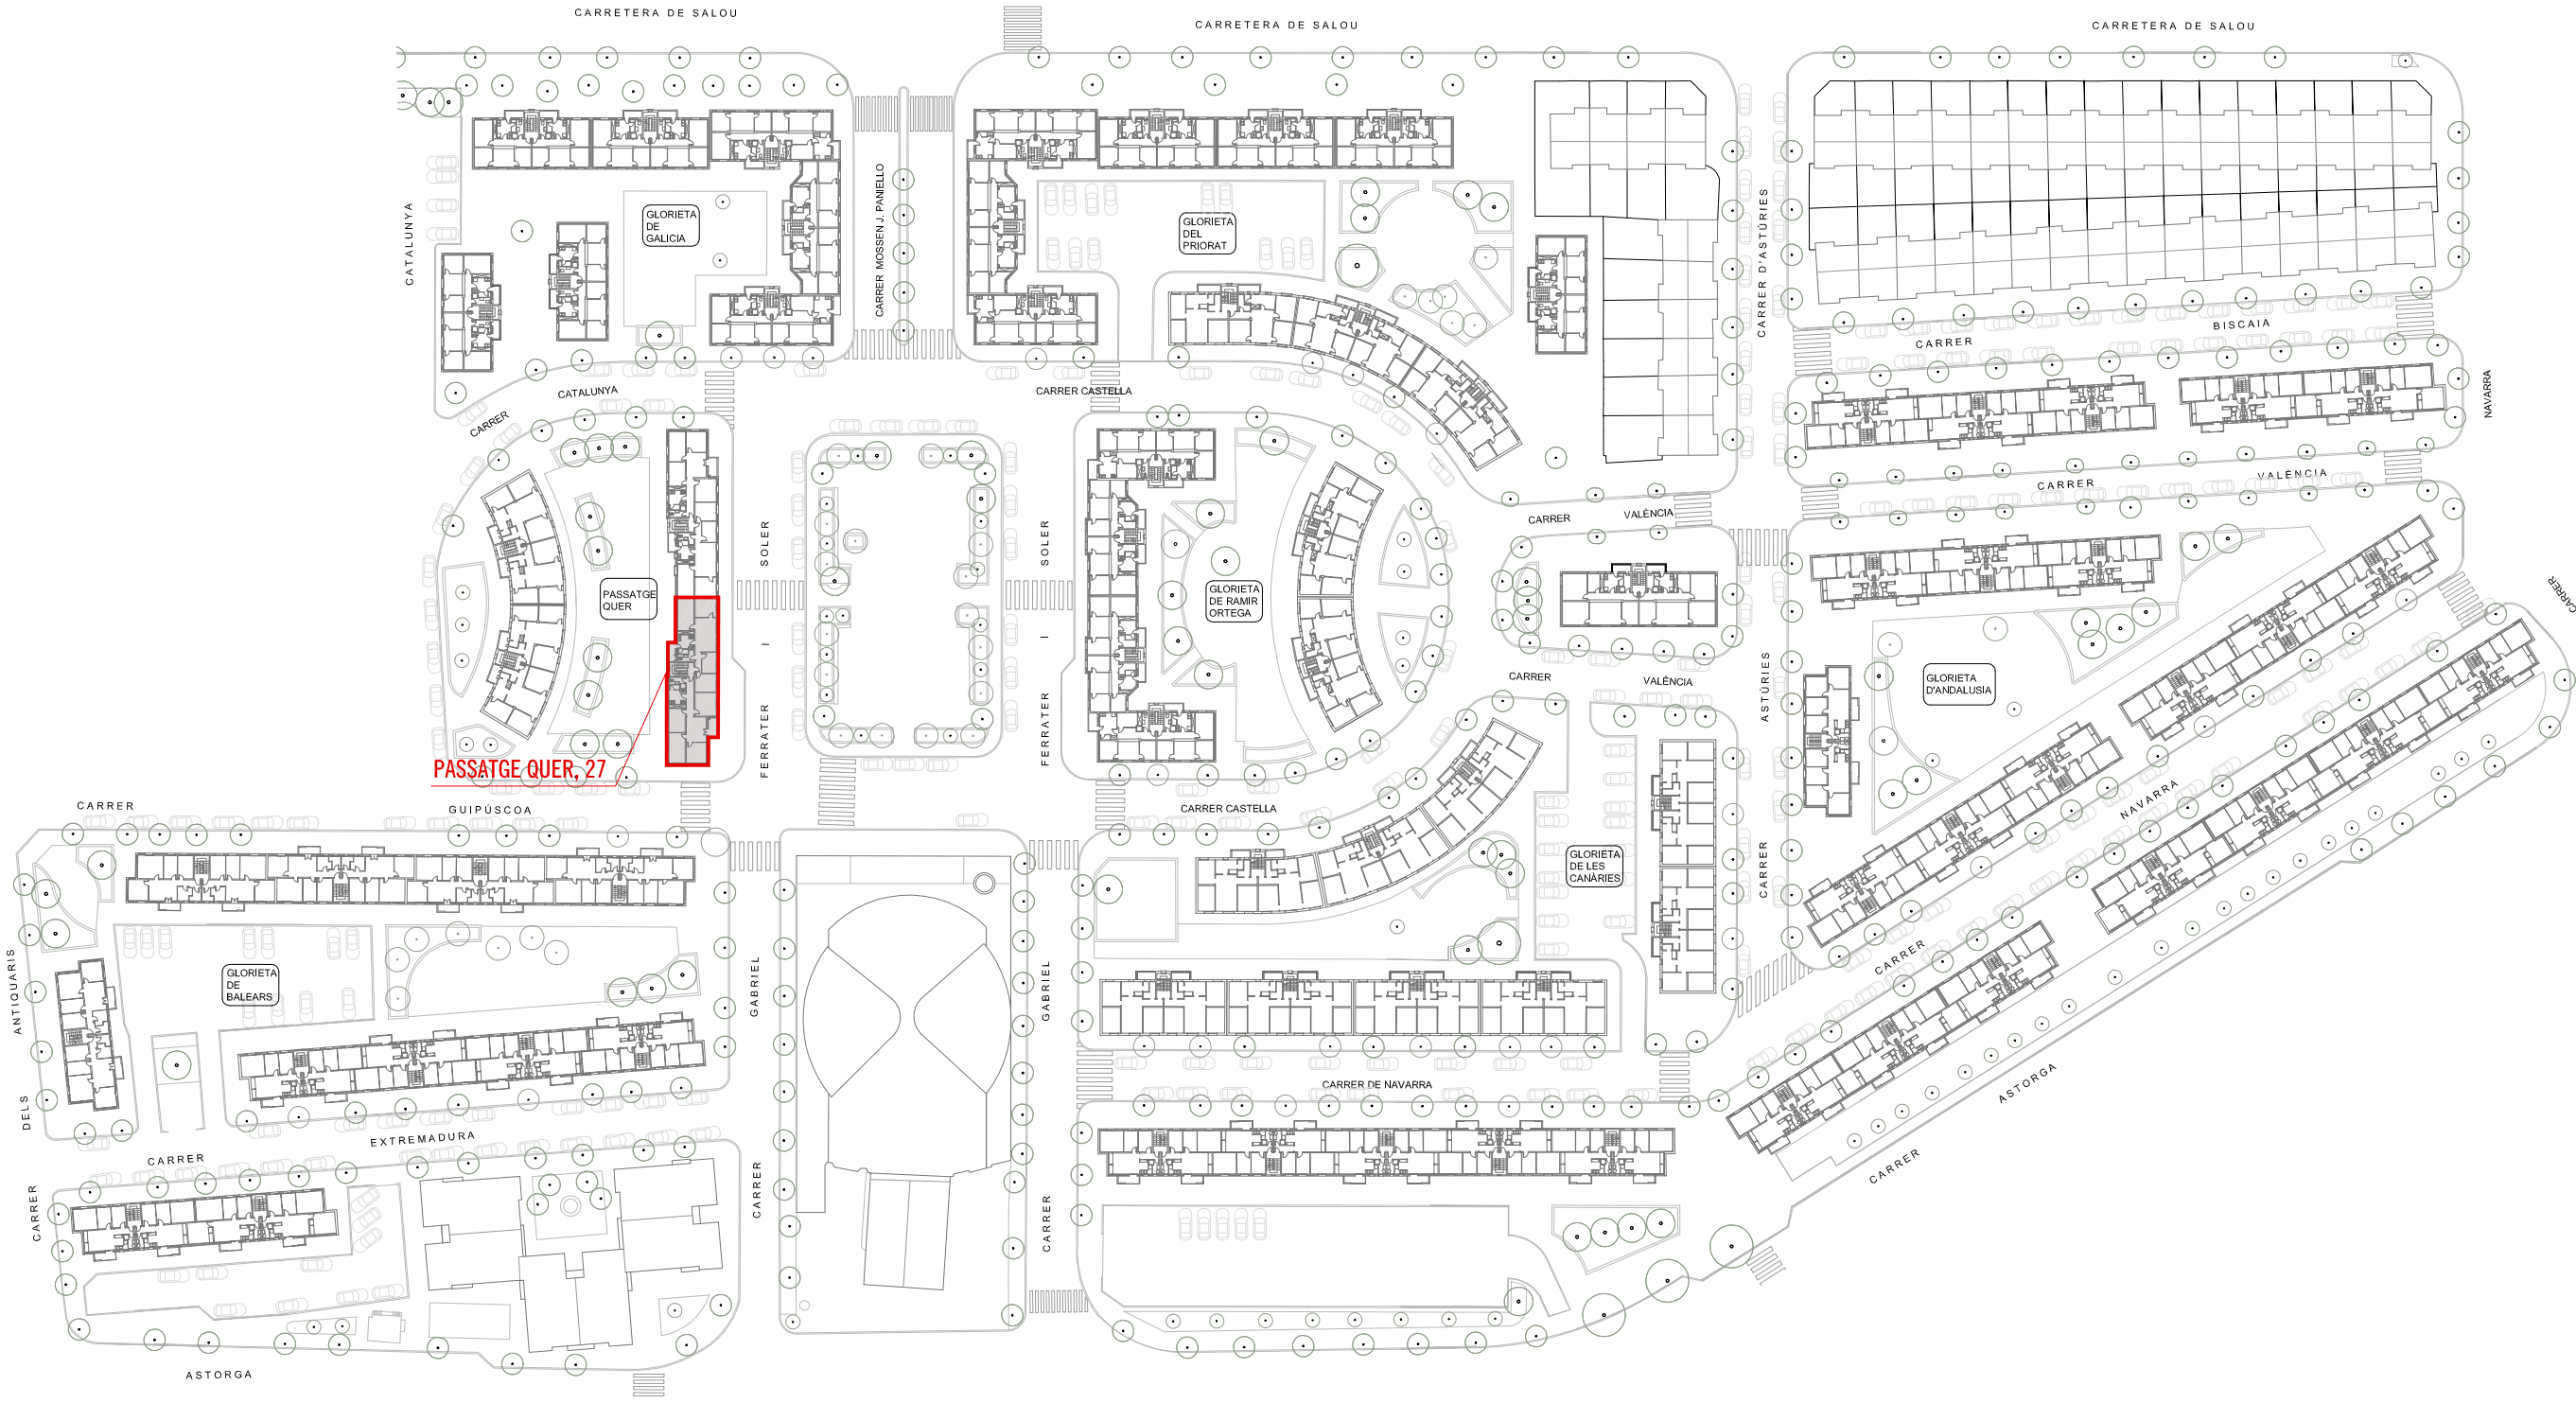 CARRETERA DE SALOU
CARRETERA DE SALOU
CARRETERA DE SALOU
CATALUNYA
GLORIETA
DE
GALICIA
CARRER MOSSEN J. PANIELLO
GLORIETA
DEL
PRIORAT
CARRER D'ASTÚRIES
CARRER
BISCAIA
NAVARRA
CARRER
CATALUNYA
CARRER CASTELLA
CARRER
VALÈNCIA
CARRER
VALÈNCIA
PASSATGE
QUER
FERRATER I SOLER
FERRATER I SOLER
GLORIETA
DE RAMIR
ORTEGA
CARRER
VALÈNCIA
ASTÚRIES
GLORIETA
D'ANDALUSIA
CARRER
PASSATGE QUER, 27
CARRER
GUIPÚSCOA
CARRER CASTELLA
GLORIETA
DE LES
CANÀRIES
CARRER
CARRER
NAVARRA
GLORIETA
DE
BALEARS
CARRER
DELS
ANTIQUARIS
CARRER
GABRIEL
CARRER
GABRIEL
CARRER DE NAVARRA
CARRER
EXTREMADURA
CARRER
ASTORGA
ASTORGA